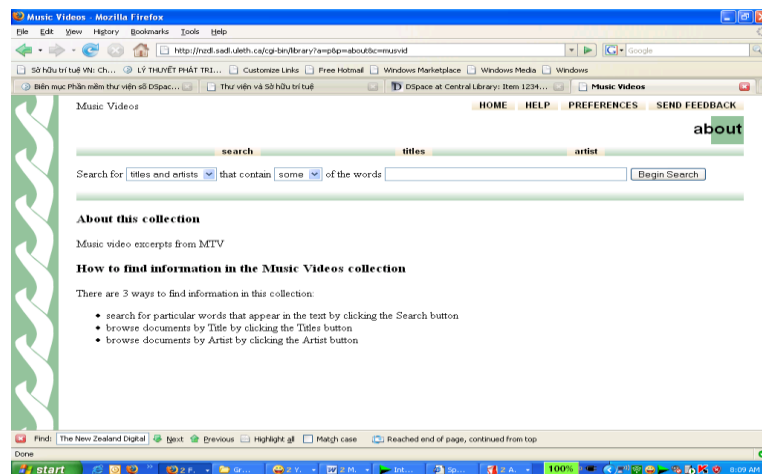 Music Videos - Mozilla Firefox
File Edit View History Bookmarks Tools Help
http://nzdl.sadl.uleth.ca/cgi-bin/library?a=p&p=about&c=musvid
Google
Sở hữu trí tuệ VN: Ch... LÝ THUYẾT PHÁT TRI... Customize Links Free Hotmail Windows Marketplace Windows Media Windows
Biên mục Phần mềm thư viện số DSpac... Thư viện và Sở hữu trí tuệ DSpace at Central Library: Item 1234... Music Videos
Music Videos HOME HELP PREFERENCES SEND FEEDBACK
about
search titles artist
Search for titles and artists that contain some of the words Begin Search
About this collection
Music video excerpts from MTV
How to find information in the Music Videos collection
There are 3 ways to find information in this collection:
• search for particular words that appear in the text by clicking the Search button
• browse documents by Title by clicking the Titles button
• browse documents by Artist by clicking the Artist button
Find: The New Zealand Digital Next Previous Highlight all Match case Reached end of page, continued from top
Done
start 2 F. Gr... 2 Y. 2 M. Int... Sp... 2 A. 100% 0:09 AM